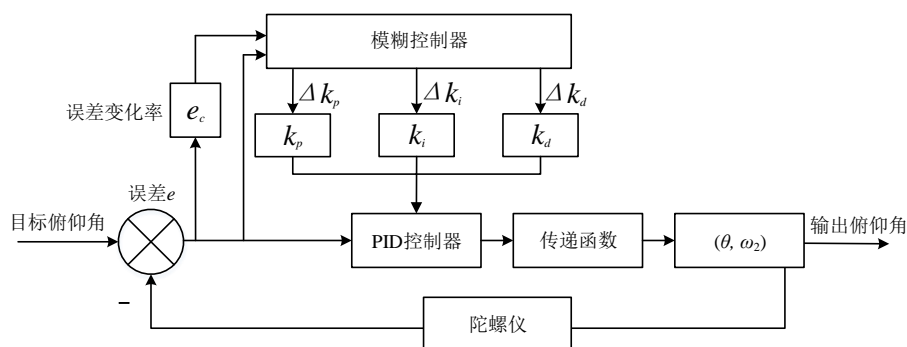 模糊控制器
Δk_p
Δk_i
Δk_d
误差变化率
e_c
k_p
k_i
k_d
误差e
目标俯仰角
PID控制器
传递函数
(θ, ω₂)
输出俯仰角
−
陀螺仪